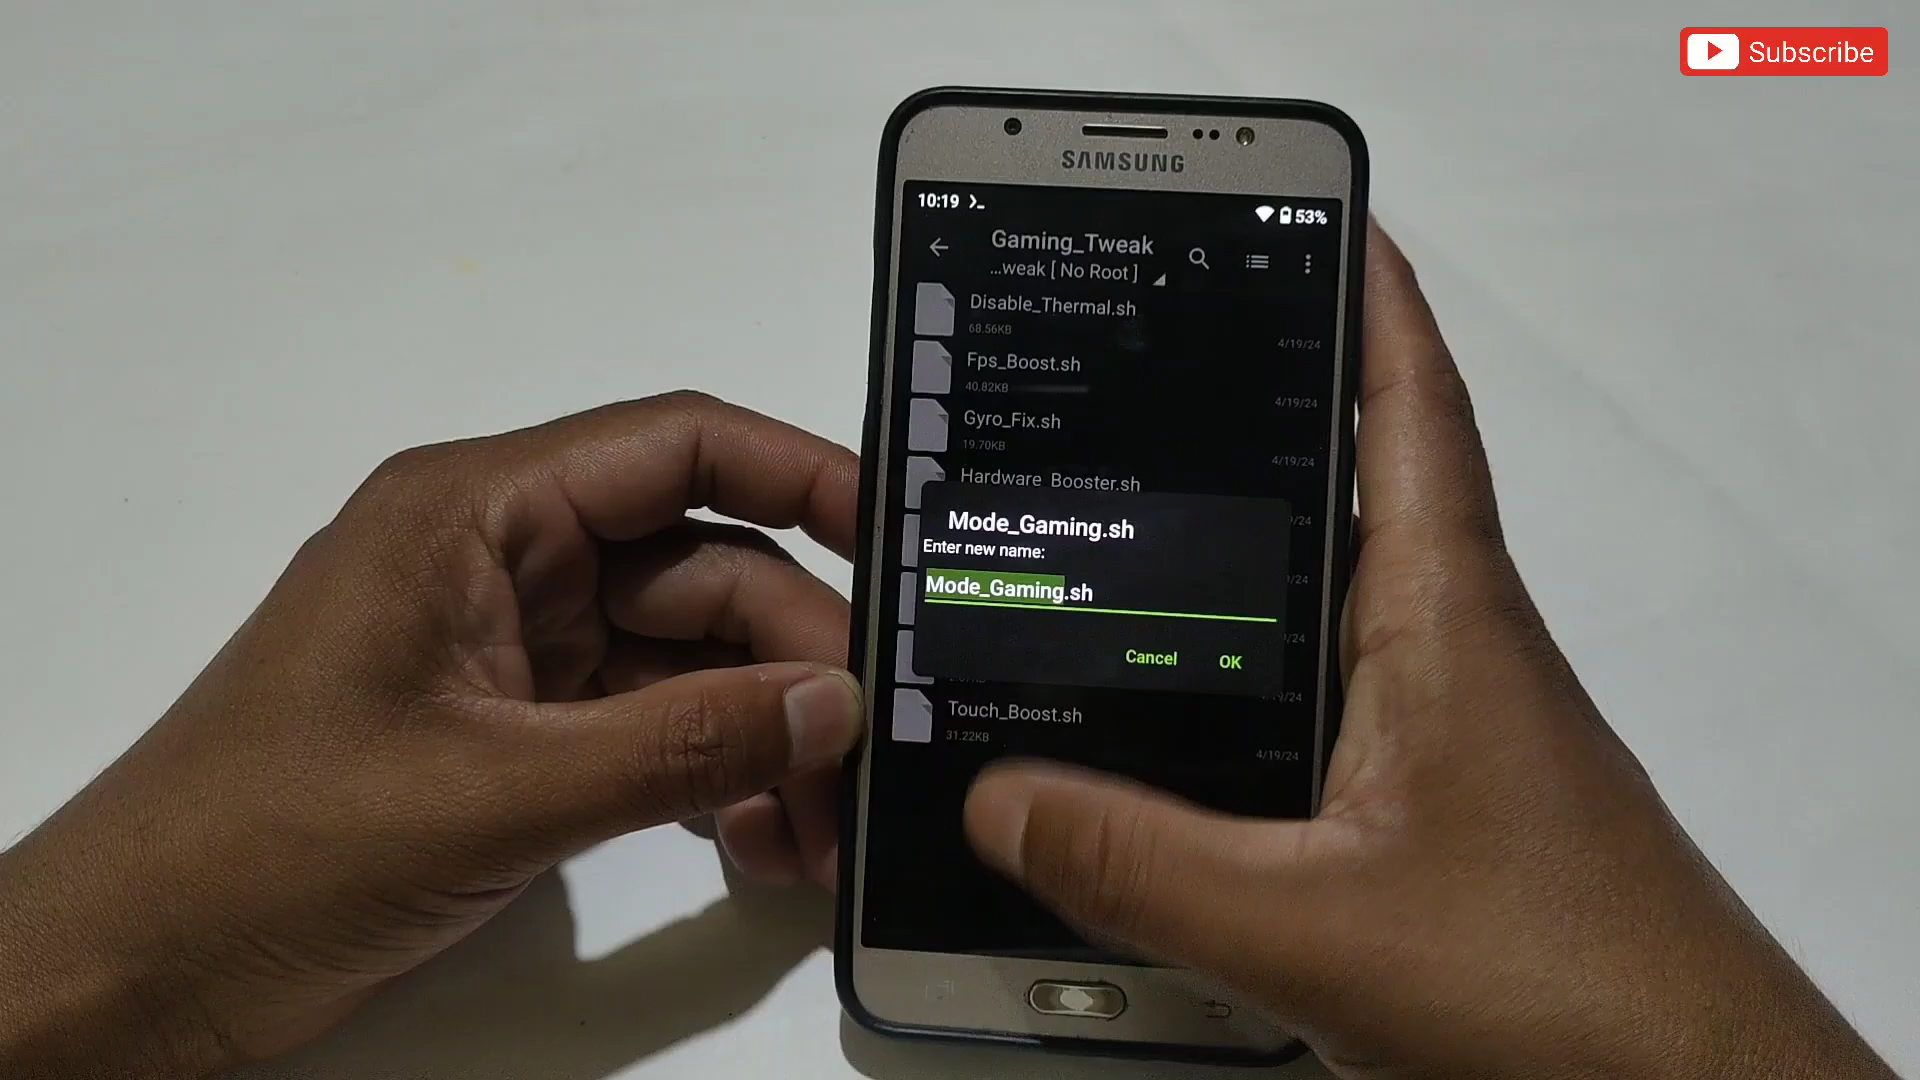 Subscribe
SAMSUNG
10:19
53%
Gaming_Tweak
...weak [ No Root ]
Disable_Thermal.sh
68.56KB
4/19/24
Fps_Boost.sh
40.82KB
4/19/24
Gyro_Fix.sh
19.70KB
4/19/24
Hardware_Booster.sh
Mode_Gaming.sh
Enter new name:
Mode_Gaming.sh
Cancel OK
Touch_Boost.sh
31.22KB
4/19/24